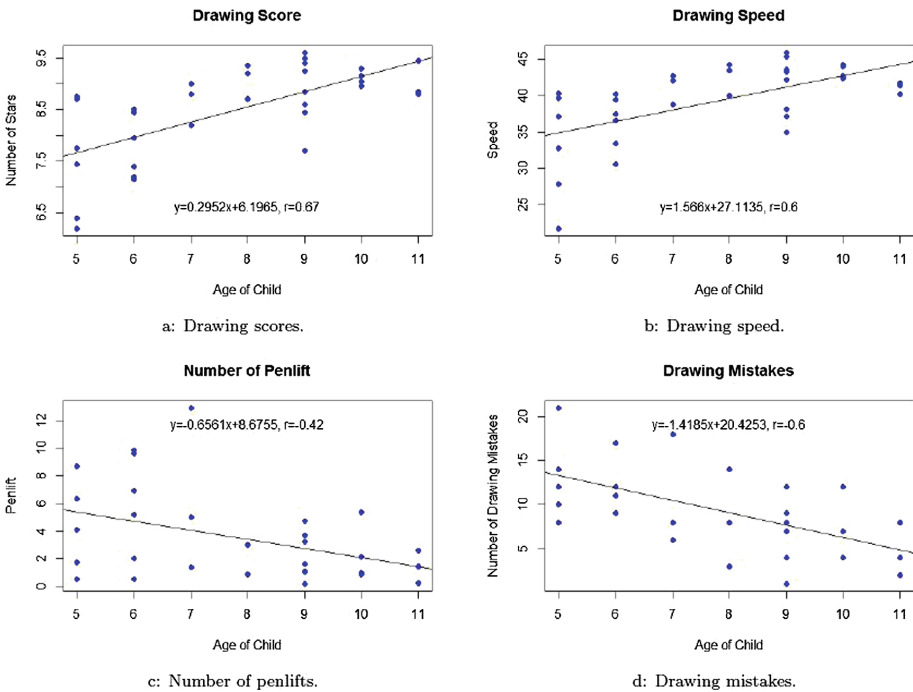 Drawing Score
Number of Stars
9.5
8.5
7.5
6.5
y=0.2952x+6.1965, r=0.67
5 6 7 8 9 10 11
Age of Child
a: Drawing scores.
Drawing Speed
Speed
45
40
35
30
25
y=1.566x+27.1135, r=0.6
5 6 7 8 9 10 11
Age of Child
b: Drawing speed.
Number of Penlift
Penlift
12
10
8
6
4
2
0
y=-0.6561x+8.6755, r=-0.42
5 6 7 8 9 10 11
Age of Child
c: Number of penlifts.
Drawing Mistakes
Number of Drawing Mistakes
20
15
10
5
y=-1.4185x+20.4253, r=-0.6
5 6 7 8 9 10 11
Age of Child
d: Drawing mistakes.